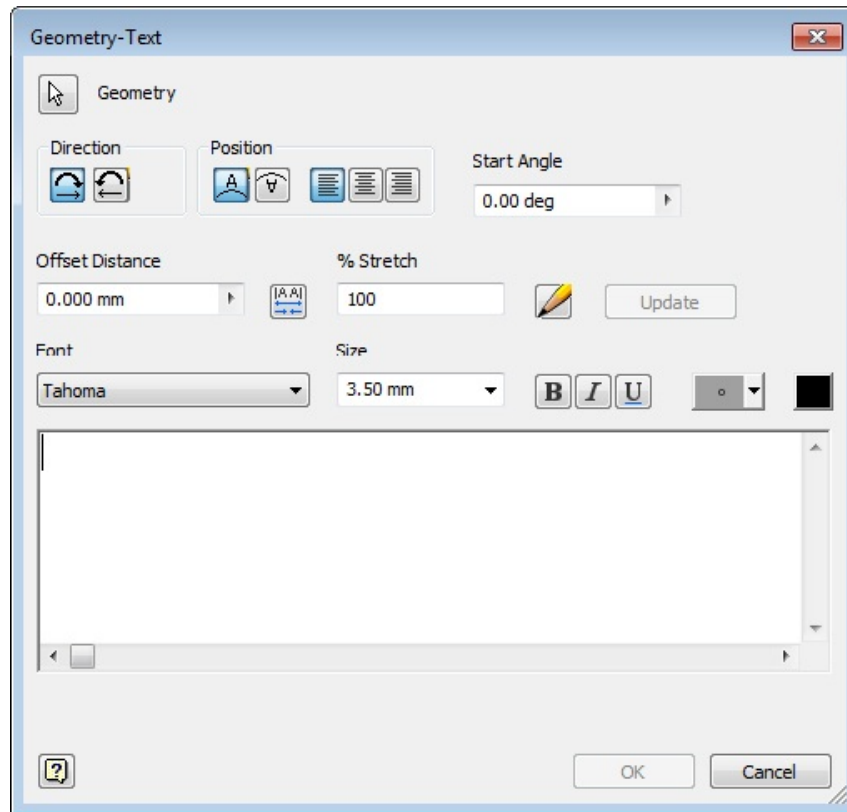 Geometry-Text
Geometry
Direction
Position
Start Angle
0.00 deg
Offset Distance
% Stretch
0.000 mm
|A.A|
100
Update
Font
Size
Tahoma
3.50 mm
B I U
OK
Cancel